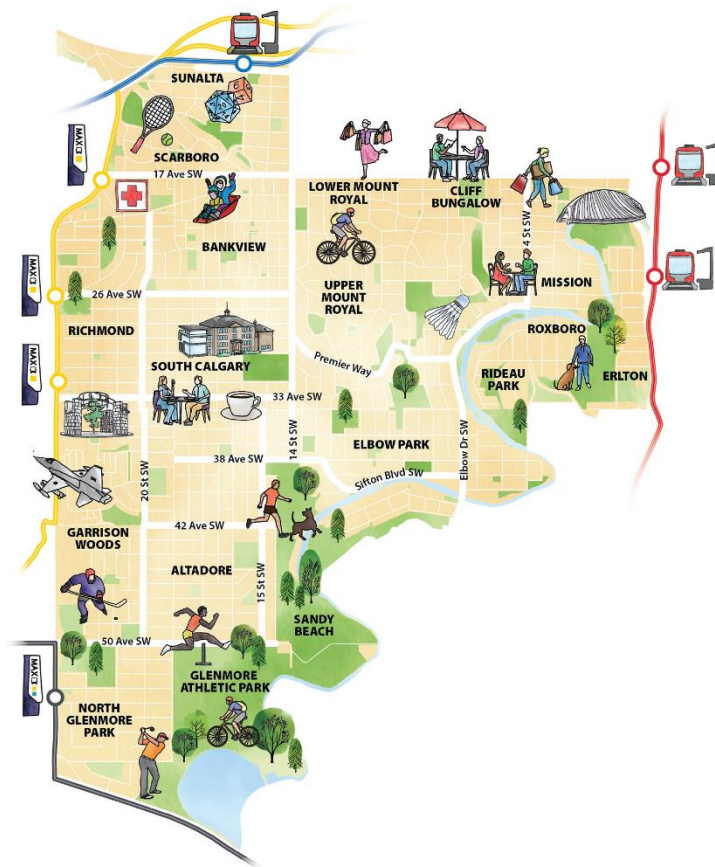 SUNALTA
SCARBORO
17 Ave SW
MAX
LOWER MOUNT
ROYAL
CLIFF
BUNGALOW
4 St SW
BANKVIEW
UPPER
MOUNT
ROYAL
MISSION
MAX
26 Ave SW
RICHMOND
ROXBORO
SOUTH CALGARY
Premier Way
RIDEAU
PARK
ERLTON
MAX
33 Ave SW
14 St SW
ELBOW PARK
Elbow Dr SW
20 St SW
38 Ave SW
Sifton Blvd SW
42 Ave SW
GARRISON
WOODS
ALTADORE
15 St SW
SANDY
BEACH
50 Ave SW
MAX
GLENMORE
ATHLETIC PARK
NORTH
GLENMORE
PARK